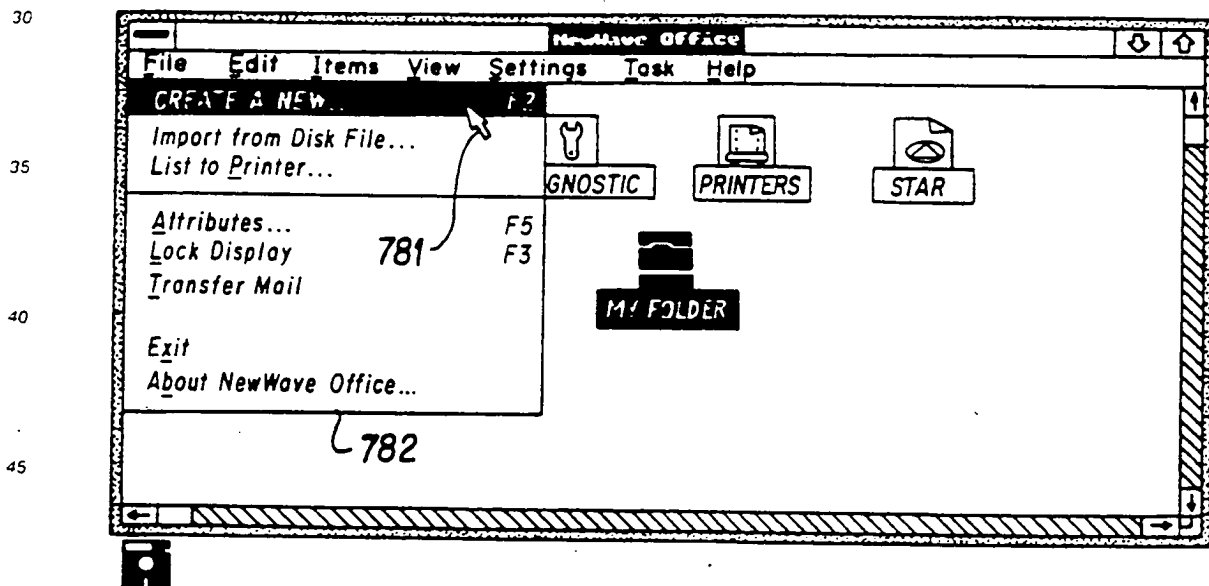 30
NewWave Office
File Edit Items View Settings Task Help
CREATE A NEW... F2
Import from Disk File...
List to Printer...
35
GNOSTIC PRINTERS STAR
Attributes... F5
Lock Display F3
781
Transfer Mail
MY FOLDER
40
Exit
About NewWave Office...
782
45